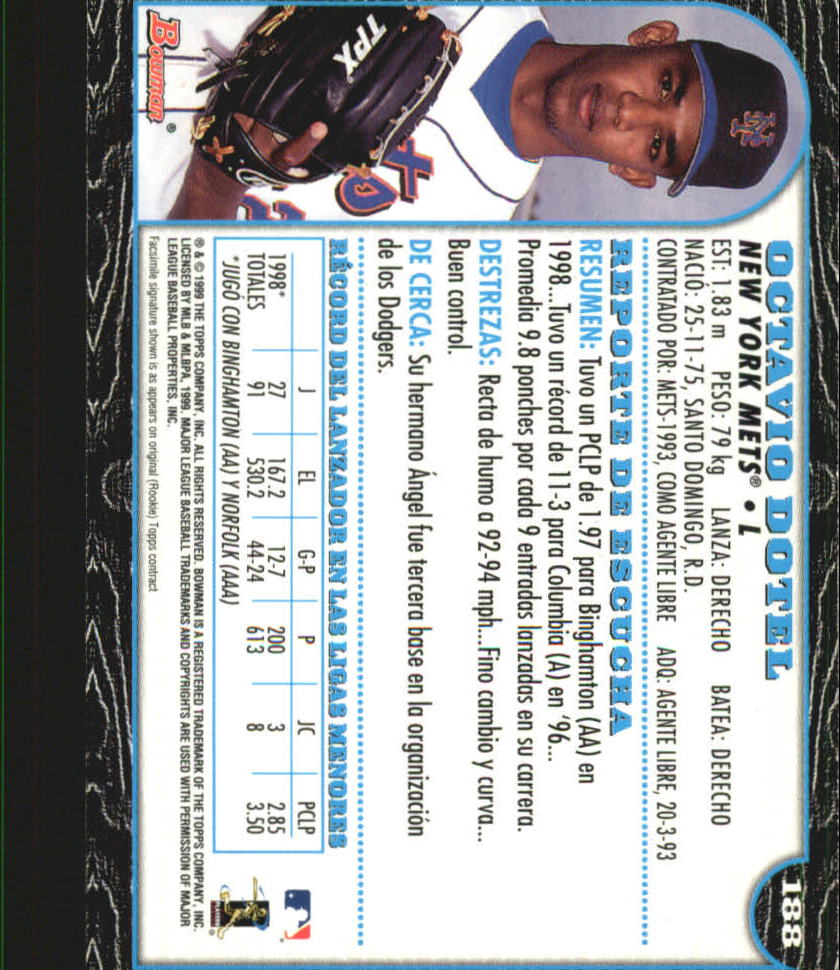 188
OCTAVIO DOTEL
NEW YORK METS® • L
EST: 1.83 m PESO: 79 kg LANZA: DERECHO BATEA: DERECHO
NACIÓ: 25-11-75, SANTO DOMINGO, R.D.
CONTRATADO POR: METS-1993, COMO AGENTE LIBRE ADQ: AGENTE LIBRE, 20-3-93
REPORTE DE ESCUCHA
RESUMEN: Tuvo un PCLP de 1.97 para Binghamton (AA) en
1998...Tuvo un récord de 11-3 para Columbia (A) en '96...
Promedia 9.8 ponches por cada 9 entradas lanzadas en su carrera.
DESTREZAS: Recta de humo a 92-94 mph...Fino cambio y curva...
Buen control.
DE CERCA: Su hermano Ángel fue tercera base en la organización
de los Dodgers.
RÉCORD DEL LANZADOR EN LAS LIGAS MENORES
J EL G-P P JC PCLP
1998* 27 167.2 12-7 200 3 2.85
TOTALES 91 530.2 44-24 613 8 3.50
*JUGÓ CON BINGHAMTON (AA) Y NORFOLK (AAA)
® & © 1999 THE TOPPS COMPANY, INC. ALL RIGHTS RESERVED. BOWMAN IS A REGISTERED TRADEMARK OF THE TOPPS COMPANY, INC.
LICENSED BY MLB & MLBPA, 1999. MAJOR LEAGUE BASEBALL TRADEMARKS AND COPYRIGHTS ARE USED WITH PERMISSION OF MAJOR
LEAGUE BASEBALL PROPERTIES, INC.
Facsimile signature shown is as appears on original (Rookie) Topps contract
NY
TPX
Bowman ®